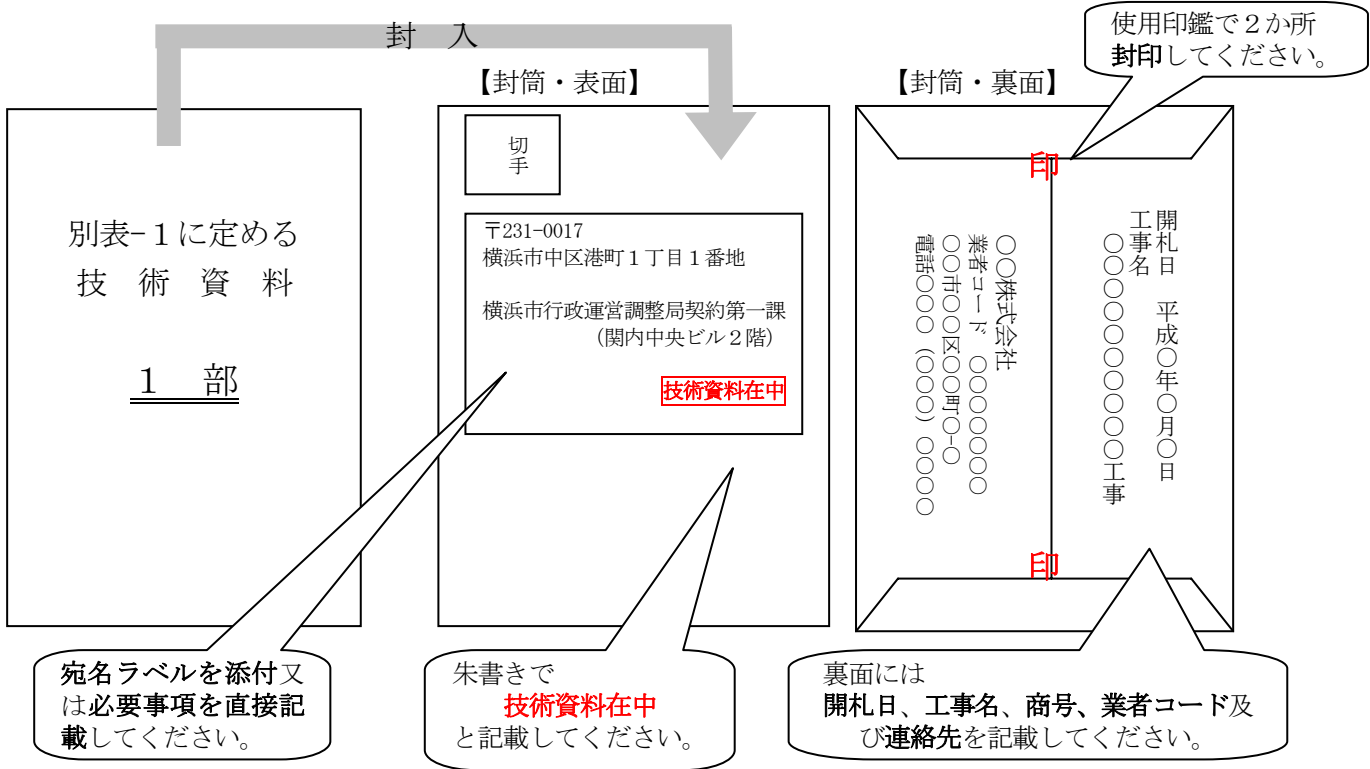 封　入
使用印鑑で２か所
封印してください。
【封筒・表面】
【封筒・裏面】
別表-１に定める
技　術　資　料
１　部
切手
〒231-0017
横浜市中区港町１丁目１番地
横浜市行政運営調整局契約第一課
(関内中央ビル２階)
技術資料在中
印
開札日　平成○年○月○日
工事名
○○○○○○○○○○工事
○○株式会社
業者コード　○○○○○○○
○○市○○区○○町○-○
電話○○○（○○○）○○○○
印
宛名ラベルを添付又
は必要事項を直接記
載してください。
朱書きで
技術資料在中
と記載してください。
裏面には
開札日、工事名、商号、業者コード及
び連絡先を記載してください。